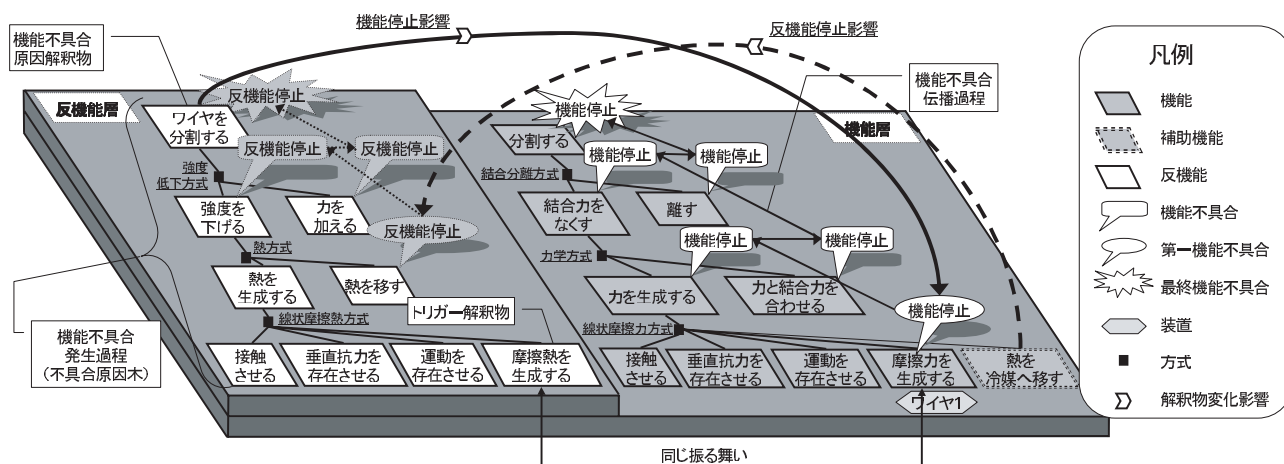 機能停止影響
反機能停止影響
機能不具合
原因解釈物
反機能層
反機能停止
ワイヤを
分割する
反機能停止
反機能停止
強度
低下方式
強度を
下げる
力を
加える
反機能停止
熱方式
熱を
生成する
熱を移す
トリガー解釈物
線状摩擦熱方式
接触
させる
垂直抗力を
存在させる
運動を
存在させる
摩擦熱を
生成する
機能不具合
発生過程
(不具合原因木)
機能停止
機能不具合
伝播過程
機能層
分割する
機能停止
機能停止
結合分離方式
結合力を
なくす
離す
機能停止
機能停止
力学方式
力を生成する
力と結合力を
合わせる
機能停止
線状摩擦力方式
接触
させる
垂直抗力を
存在させる
運動を
存在させる
摩擦力を
生成する
熱を
冷媒へ移す
ワイヤ1
同じ振る舞い
凡例
機能
補助機能
反機能
機能不具合
第一機能不具合
最終機能不具合
装置
方式
解釈物変化影響